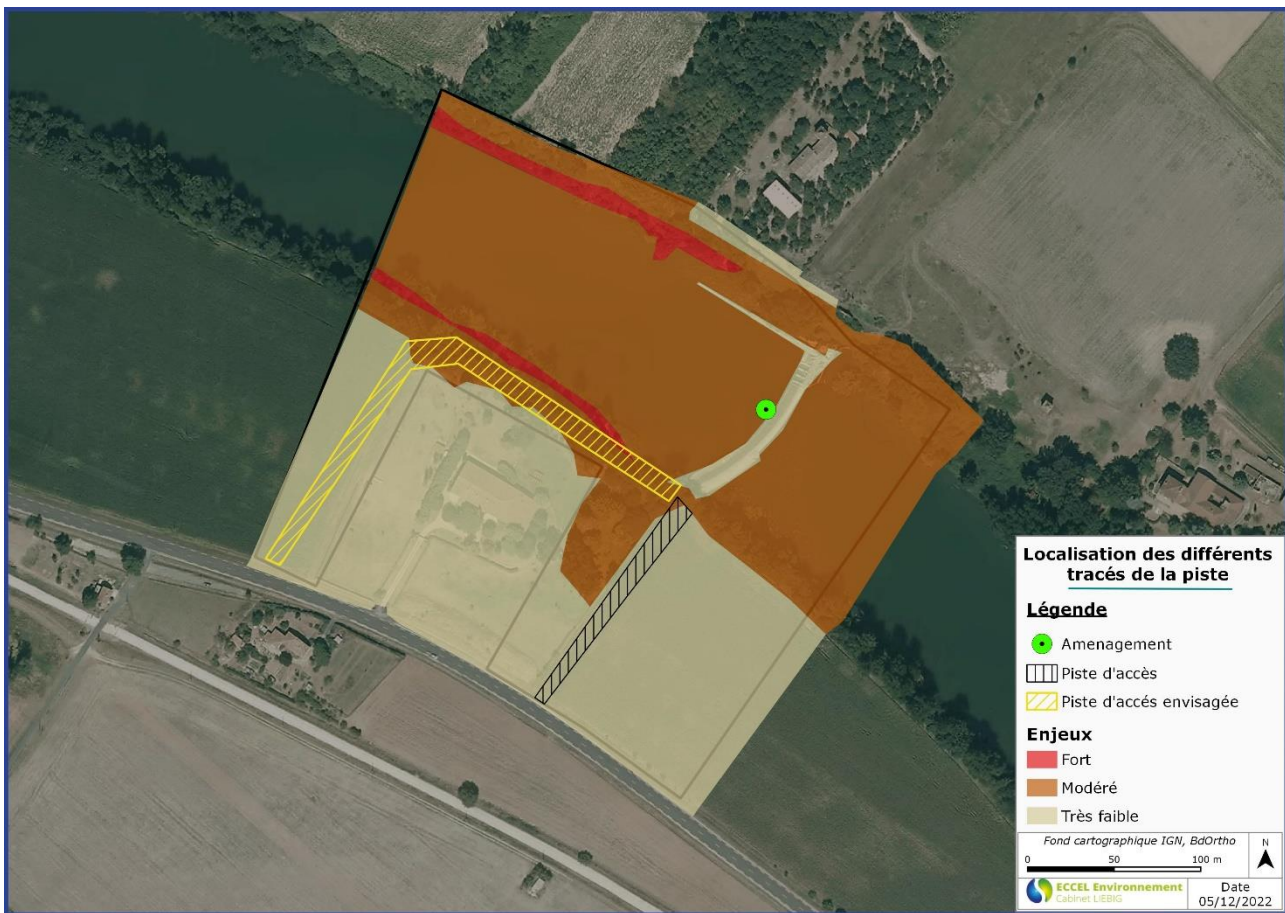 Localisation des différents
tracés de la piste
Légende
Amenagement
Piste d'accès
Piste d'accés envisagée
Enjeux
Fort
Modéré
Très faible
Fond cartographique IGN, BdOrtho
0 50 100 m
N
ECCEL Environnement
Cabinet LIEBIG
Date
05/12/2022